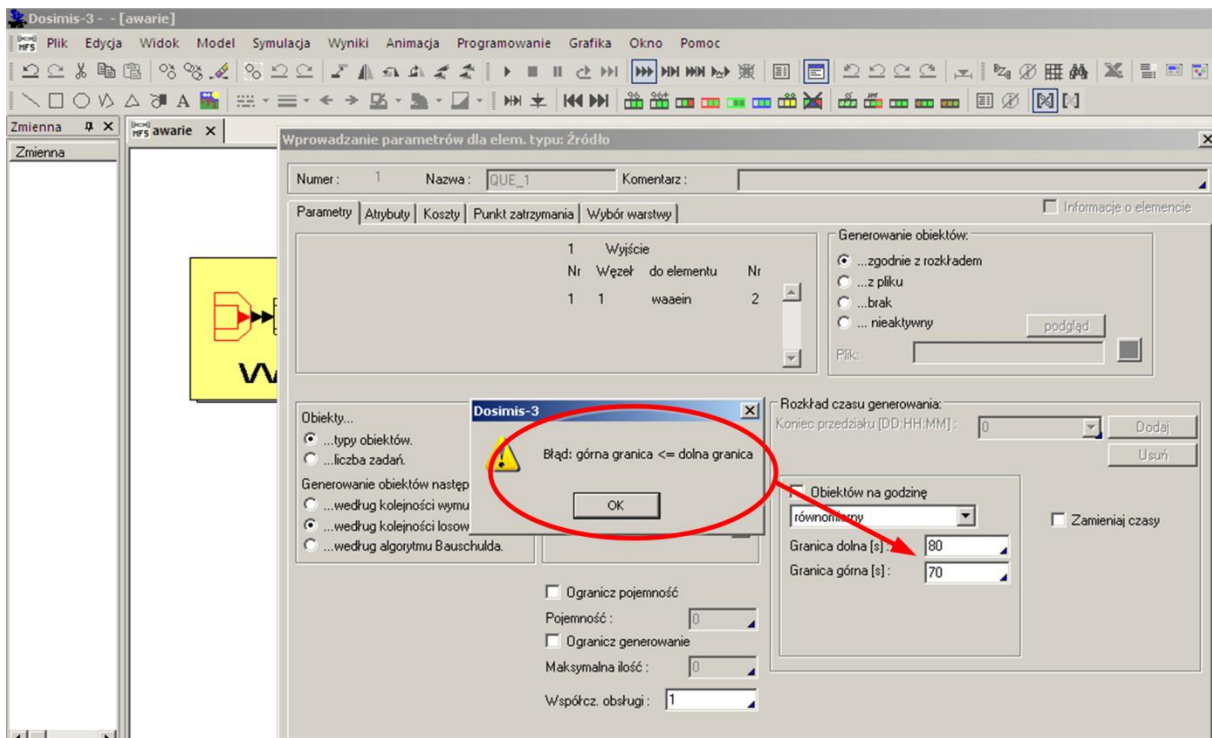 Dosimis-3 - - [awarie]
Plik Edycja Widok Model Symulacja Wyniki Animacja Programowanie Grafika Okno Pomoc
Zmienna
awarie
Zmienna
Wprowadzanie parametrów dla elem. typu: Źródło
Numer: 1 Nazwa: QUE_1 Komentarz:
Parametry Atrybuty Koszty Punkt zatrzymania Wybór warstwy
Informacje o elemencie
1 Wyjście
Nr Węzeł do elementu Nr
1 1 waaein 2
Generowanie obiektów:
...zgodnie z rozkładem
...z pliku
...brak
... nieaktywny
podgląd
Plik:
Obiekty...
...typy obiektów.
...liczba zadań.
Generowanie obiektów następ
...według kolejności wymu
...według kolejności losow
...według algorytmu Bauschulda.
Dosimis-3
Błąd: górna granica <= dolna granica
OK
Ogranicz pojemność
Pojemność: 0
Ogranicz generowanie
Maksymalna ilość: 0
Współcz. obsługi: 1
Rozkład czasu generowania:
Koniec przedziału [DD:HH:MM]: 0
Dodaj
Usuń
Obiektów na godzinę
równomierny
Zamieniaj czasy
Granica dolna [s]: 80
Granica górna [s]: 70